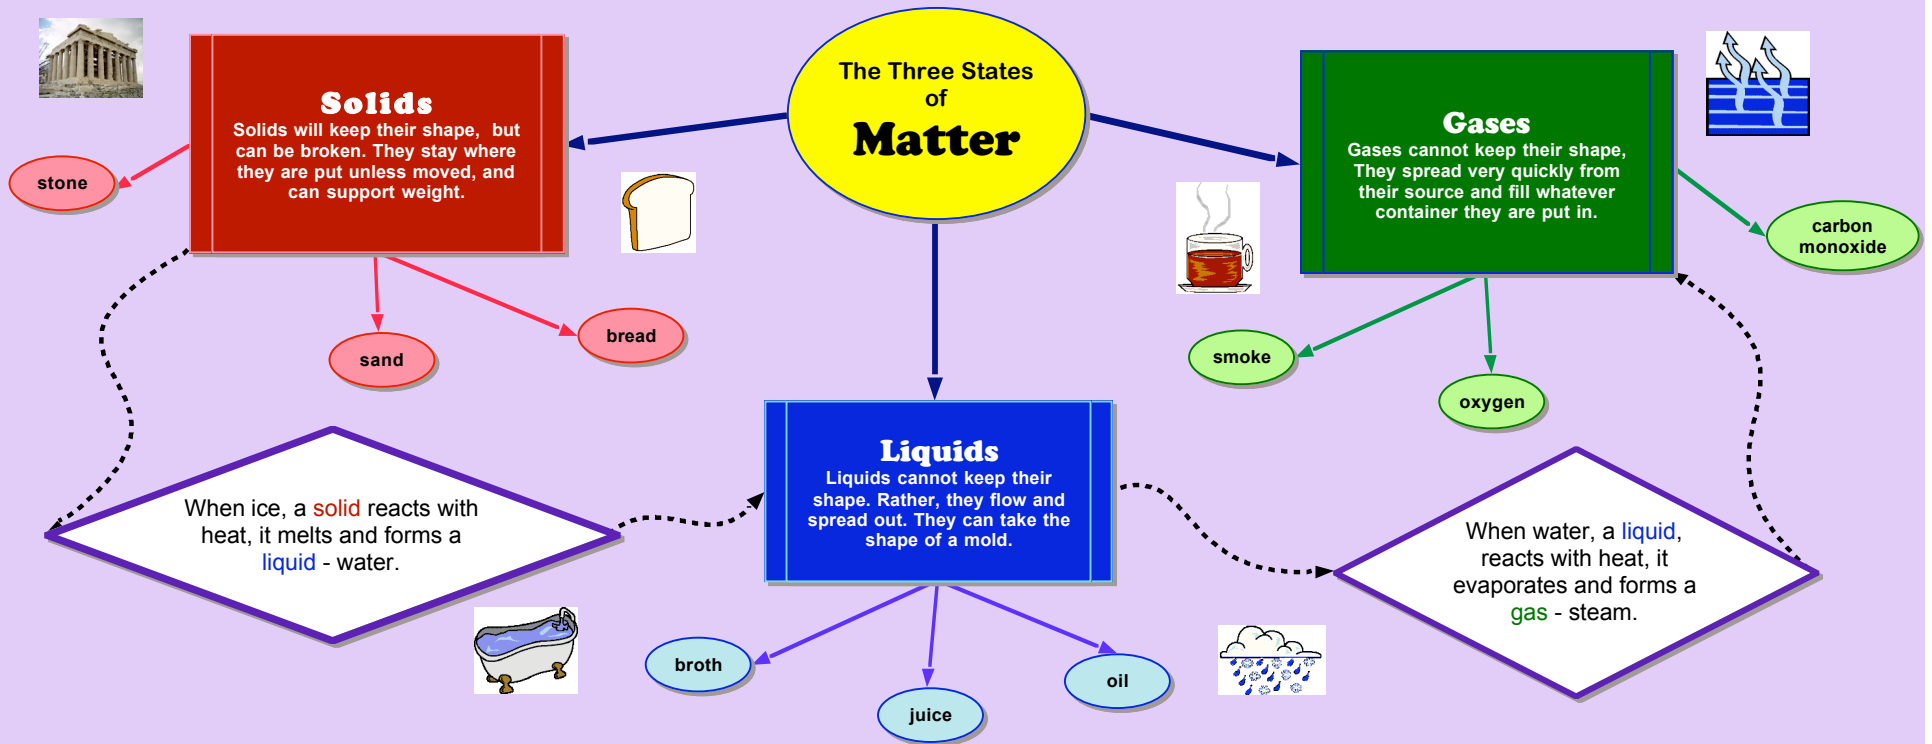 The Three States
of
Matter
Solids
Solids will keep their shape,  but
can be broken. They stay where
they are put unless moved, and
can support weight.
stone
sand
bread
Gases
Gases cannot keep their shape,
They spread very quickly from
their source and fill whatever
container they are put in.
carbon
monoxide
smoke
oxygen
Liquids
Liquids cannot keep their
shape. Rather, they flow and
spread out. They can take the
shape of a mold.
broth
juice
oil
When ice, a solid reacts with
heat, it melts and forms a
liquid - water.
When water, a liquid,
reacts with heat, it
evaporates and forms a
gas - steam.